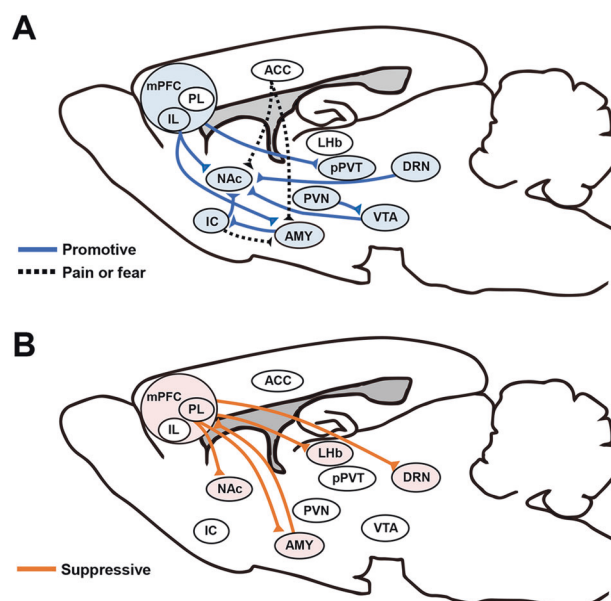 A
ACC
mPFC
PL
IL
LHb
pPVT
DRN
NAc
PVN
VTA
IC
AMY
Promotive
Pain or fear
B
ACC
mPFC
PL
IL
LHb
pPVT
DRN
NAc
PVN
VTA
IC
AMY
Suppressive